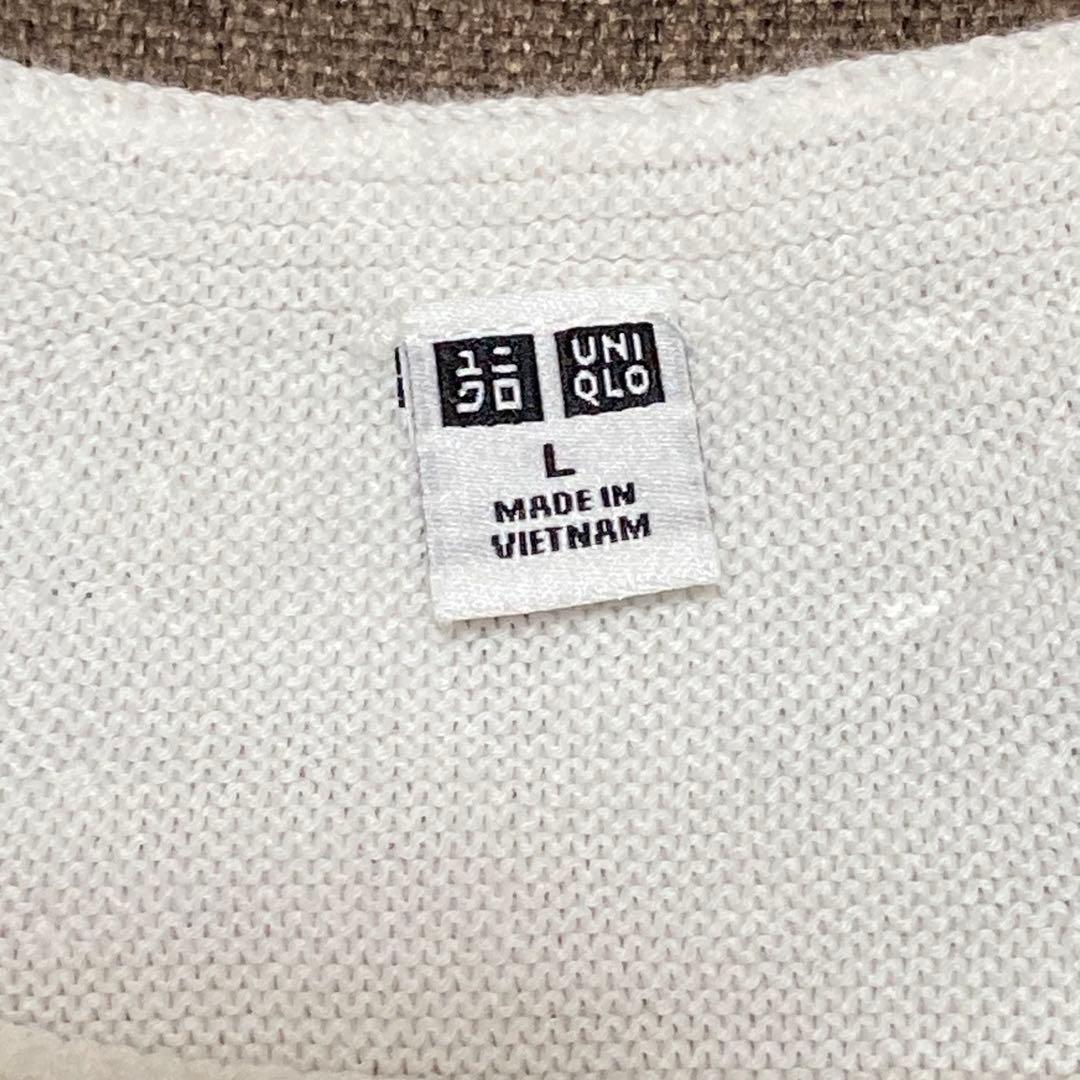 ユニ UNI
クロ QLO
L
MADE IN
VIETNAM